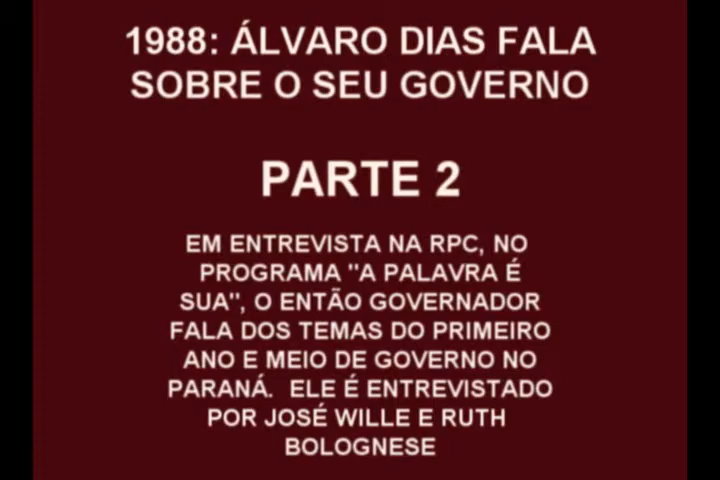 1988: ÁLVARO DIAS FALA
SOBRE O SEU GOVERNO
PARTE 2
EM ENTREVISTA NA RPC, NO
PROGRAMA "A PALAVRA É
SUA", O ENTÃO GOVERNADOR
FALA DOS TEMAS DO PRIMEIRO
ANO E MEIO DE GOVERNO NO
PARANÁ. ELE É ENTREVISTADO
POR JOSÉ WILLE E RUTH
BOLOGNESE